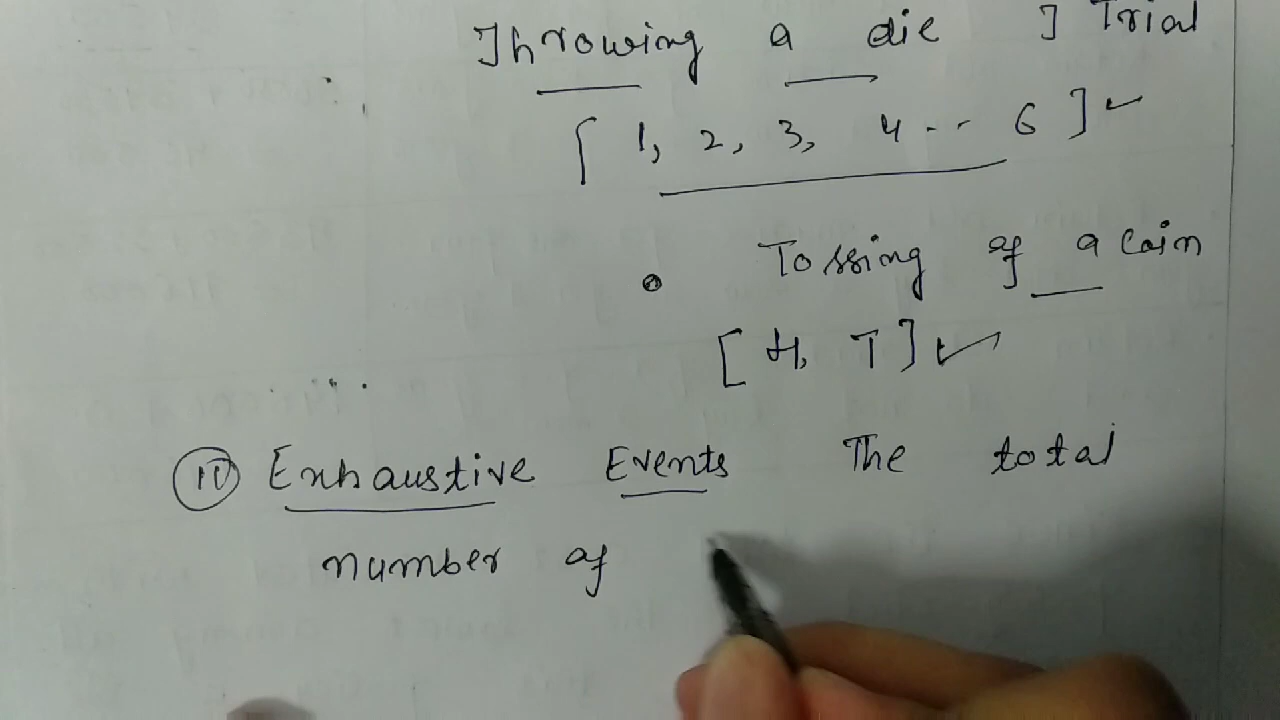 Throwing a die ] Trial
[ 1, 2, 3, 4 -- 6 ] ✓
• Tossing of a Coin
[ H, T ] ✓
(ii) Exhaustive Events The total
number of